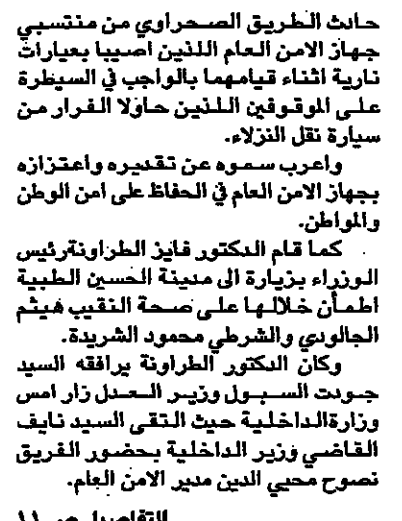 حادث الطريق الصحراوي من منتسبي
جهاز الامن العام اللذين اصيبا بعيارات
نارية اثناء قيامهما بالواجب في السيطرة
على الموقوفين اللذين حاولا الفرار من
سيارة نقل النزلاء.
واعرب سموه عن تقديره واعتزازه
بجهاز الامن العام في الحفاظ على امن الوطن
والمواطن.
كما قام الدكتور فايز الطراونة رئيس
الوزراء بزيارة الى مدينة الحسين الطبية
اطمأن خلالها على صحة النقيب هيثم
الجالودي والشرطي محمود الشريدة.
وكان الدكتور الطراونة يرافقه السيد
جودت السبول وزير العدل زار امس
وزارة الداخلية حيث التقى السيد نايف
القاضي وزير الداخلية بحضور الفريق
نصوح محيي الدين مدير الامن العام.
التفاصيل ص ١١